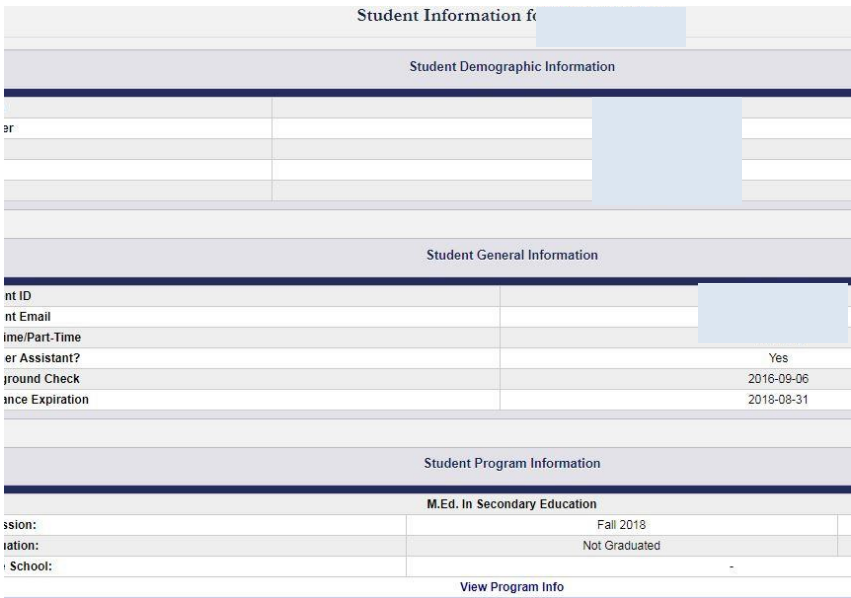 Student Information fo
Student Demographic Information
er
Student General Information
nt ID
nt Email
ime/Part-Time
er Assistant? Yes
ground Check 2016-09-06
ance Expiration 2018-08-31
Student Program Information
M.Ed. In Secondary Education
ssion: Fall 2018
uation: Not Graduated
School: -
View Program Info